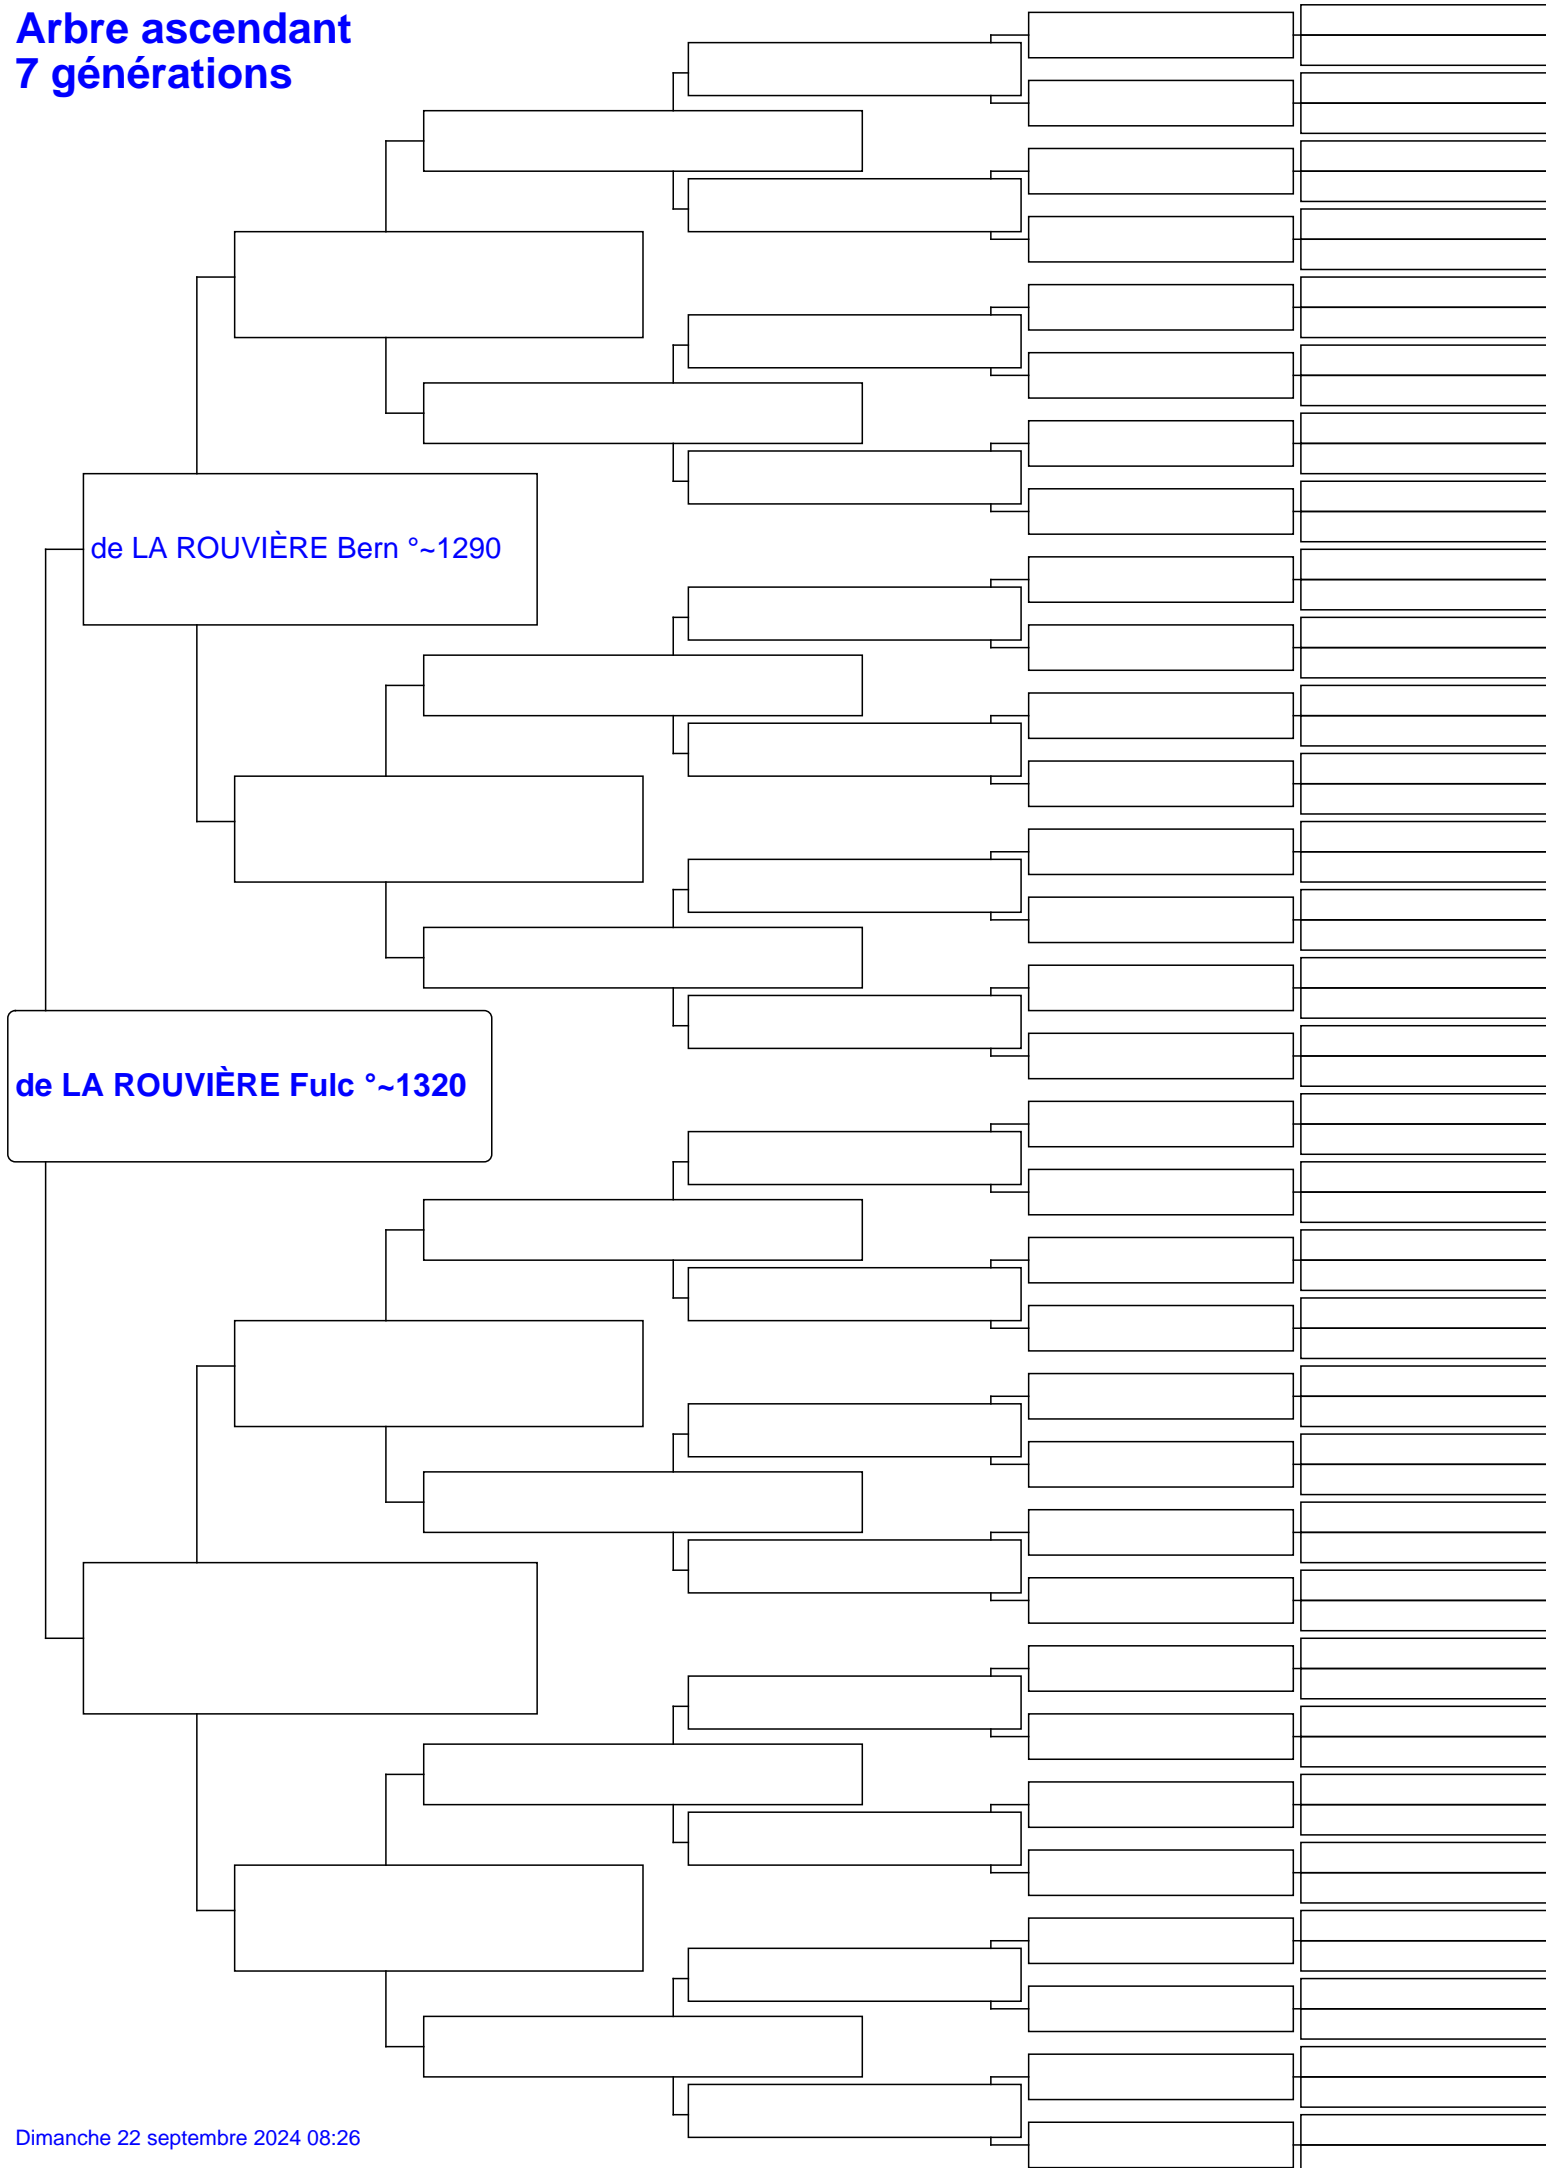 Arbre ascendant
7 générations
de LA ROUVIÈRE Bern °~1290
de LA ROUVIÈRE Fulc °~1320
Dimanche 22 septembre 2024 08:26